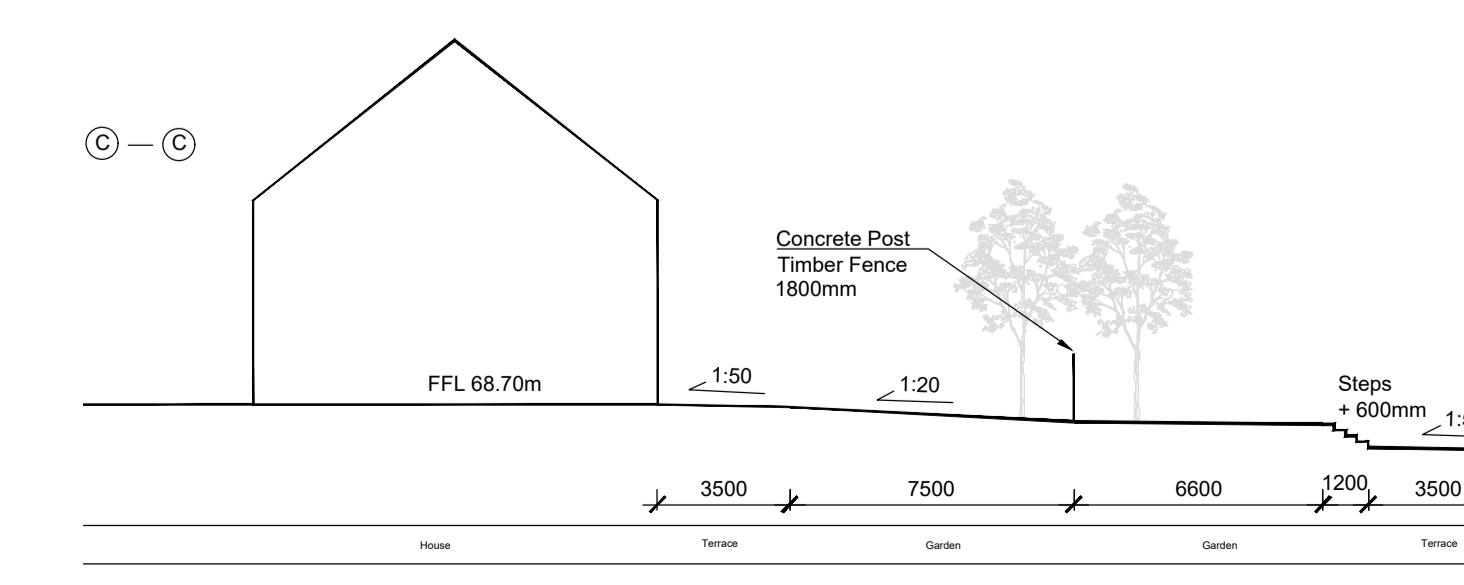 C — C
Concrete Post
Timber Fence
1800mm
FFL 68.70m
1:50
1:20
Steps
+ 600mm
3500
7500
6600
1200
3500
House
Terrace
Garden
Garden
Terrace